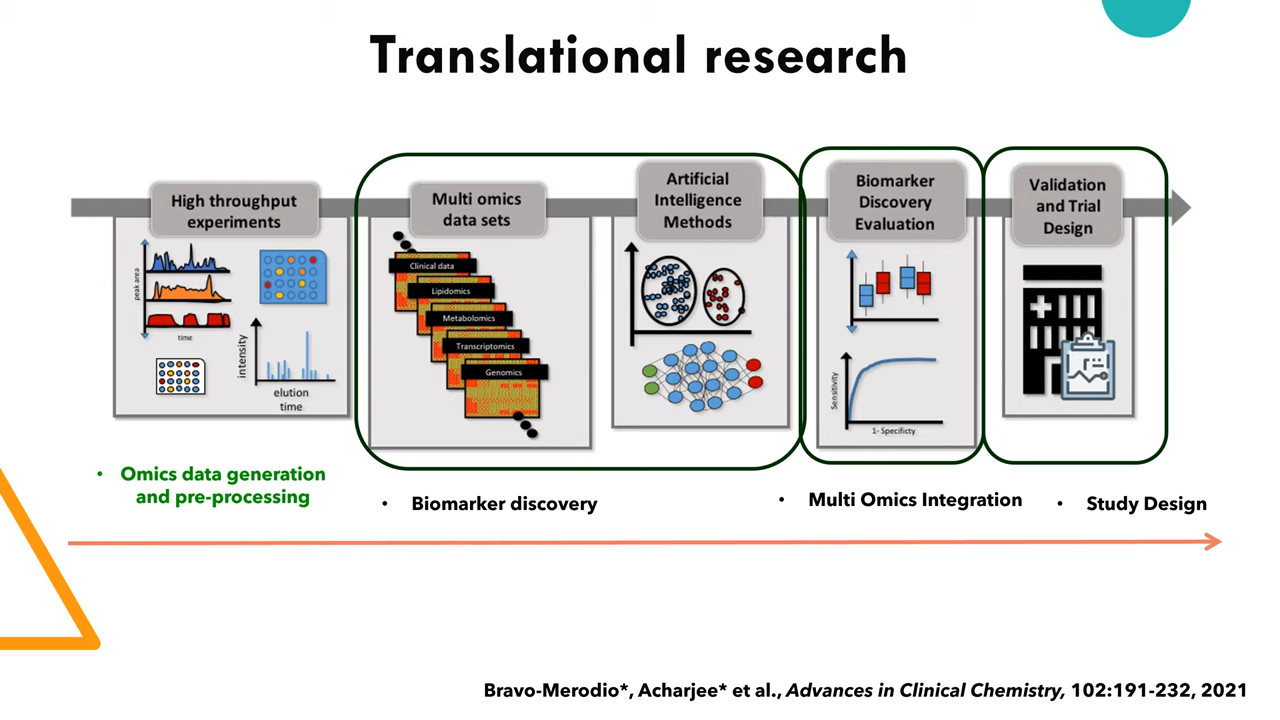 Translational research
High throughput
experiments
peak area
time
intensity
elution
time
Multi omics
data sets
Clinical data
Lipidomics
Metabolomics
Transcriptomics
Genomics
Artificial
Intelligence
Methods
Biomarker
Discovery
Evaluation
Sensitivity
1- Specificty
Validation
and Trial
Design
• Omics data generation
and pre-processing
• Biomarker discovery
• Multi Omics Integration
• Study Design
Bravo-Merodio*, Acharjee* et al., Advances in Clinical Chemistry, 102:191-232, 2021